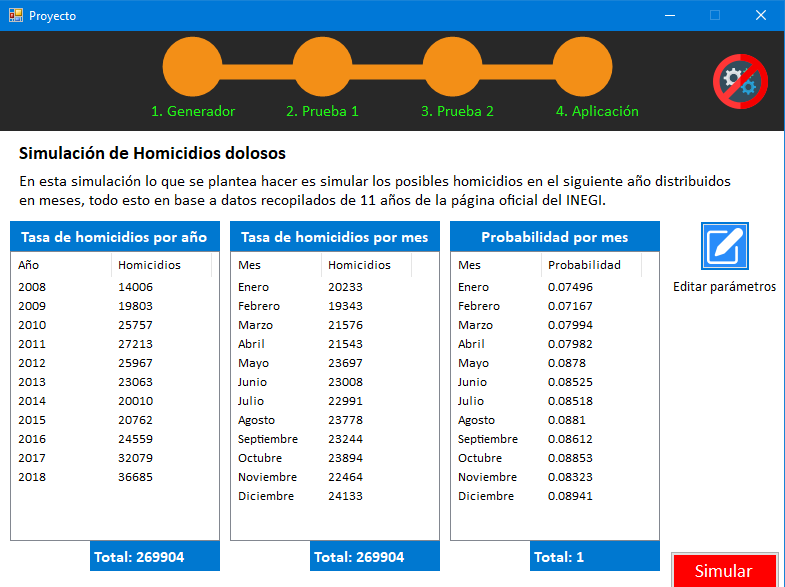 Proyecto
1. Generador 2. Prueba 1 3. Prueba 2 4. Aplicación
Simulación de Homicidios dolosos
En esta simulación lo que se plantea hacer es simular los posibles homicidios en el siguiente año distribuidos
en meses, todo esto en base a datos recopilados de 11 años de la página oficial del INEGI.
Tasa de homicidios por año
Año Homicidios
2008 14006
2009 19803
2010 25757
2011 27213
2012 25967
2013 23063
2014 20010
2015 20762
2016 24559
2017 32079
2018 36685
Total: 269904
Tasa de homicidios por mes
Mes Homicidios
Enero 20233
Febrero 19343
Marzo 21576
Abril 21543
Mayo 23697
Junio 23008
Julio 22991
Agosto 23778
Septiembre 23244
Octubre 23894
Noviembre 22464
Diciembre 24133
Total: 269904
Probabilidad por mes
Mes Probabilidad
Enero 0.07496
Febrero 0.07167
Marzo 0.07994
Abril 0.07982
Mayo 0.0878
Junio 0.08525
Julio 0.08518
Agosto 0.0881
Septiembre 0.08612
Octubre 0.08853
Noviembre 0.08323
Diciembre 0.08941
Total: 1
Editar parámetros
Simular